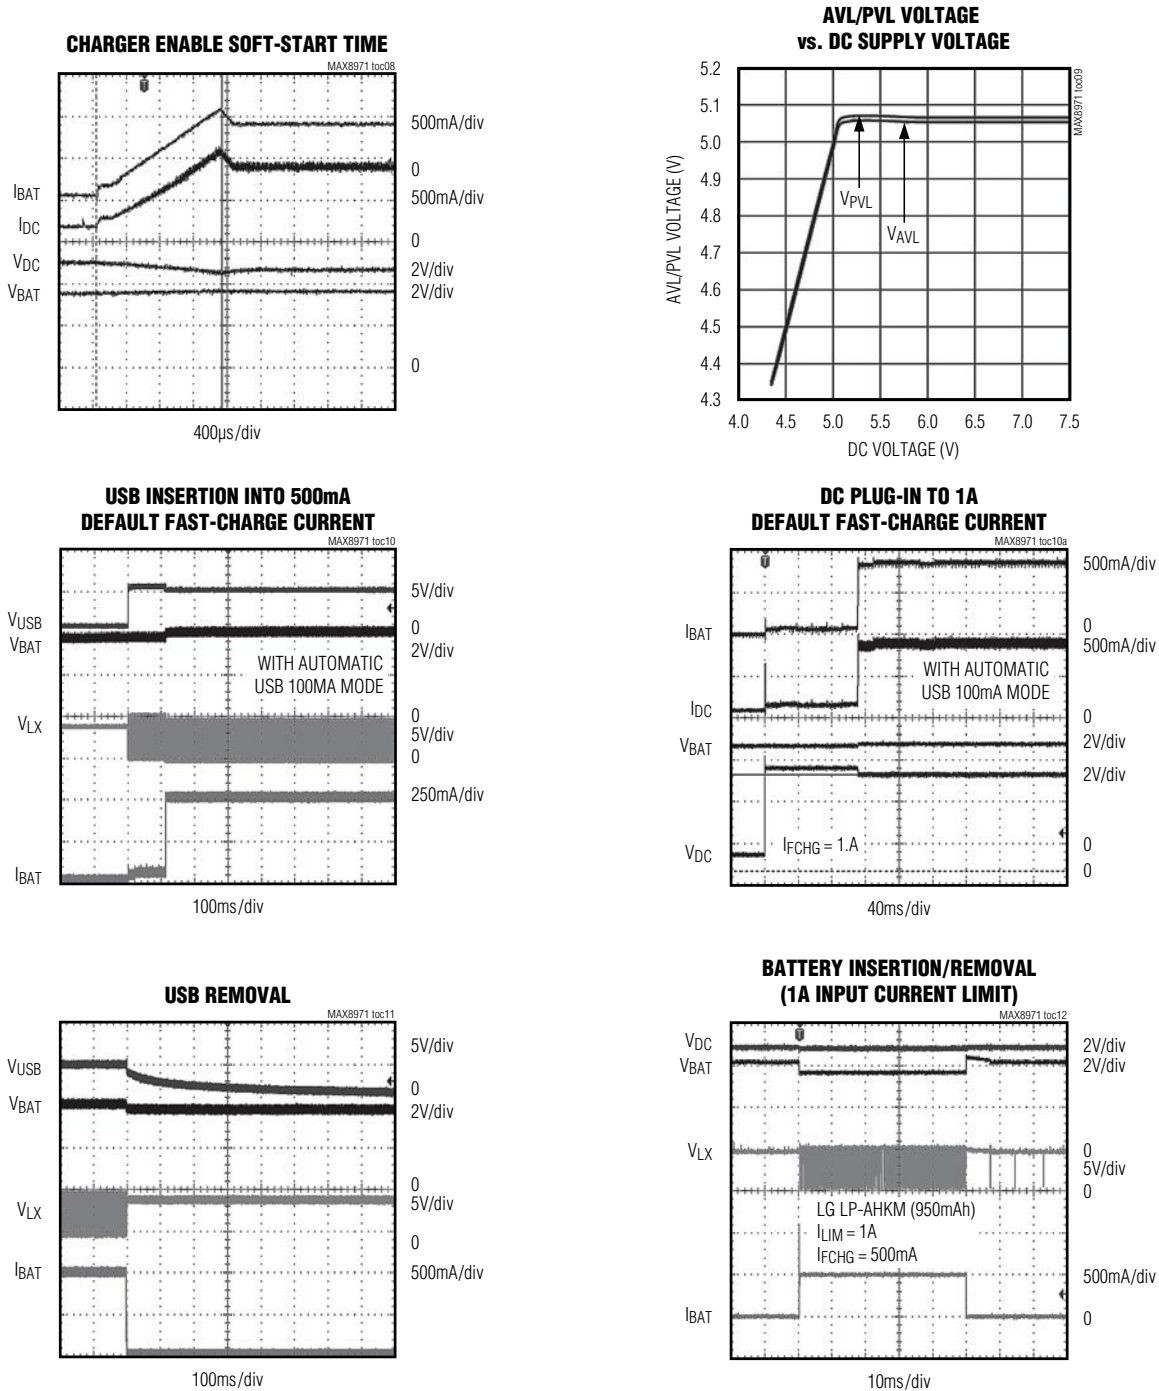 CHARGER ENABLE SOFT-START TIME
MAX8971 toc08
500mA/div
0
IBAT
500mA/div
IDC
0
VDC
2V/div
VBAT
2V/div
0
400µs/div
AVL/PVL VOLTAGE
vs. DC SUPPLY VOLTAGE
MAX8971 toc09
AVL/PVL VOLTAGE (V)
5.2
5.1
5.0
4.9
4.8
4.7
4.6
4.5
4.4
4.3
VPVL
VAVL
4.0 4.5 5.0 5.5 6.0 6.5 7.0 7.5
DC VOLTAGE (V)
USB INSERTION INTO 500mA
DEFAULT FAST-CHARGE CURRENT
MAX8971 toc10
5V/div
VUSB
0
VBAT
2V/div
WITH AUTOMATIC
USB 100MA MODE
0
VLX
5V/div
0
250mA/div
IBAT
100ms/div
DC PLUG-IN TO 1A
DEFAULT FAST-CHARGE CURRENT
MAX8971 toc10a
500mA/div
IBAT
0
500mA/div
WITH AUTOMATIC
USB 100mA MODE
IDC
0
VBAT
2V/div
2V/div
VDC
IFCHG = 1.A
0
0
40ms/div
USB REMOVAL
MAX8971 toc11
5V/div
VUSB
0
VBAT
2V/div
0
VLX
5V/div
0
IBAT
500mA/div
100ms/div
BATTERY INSERTION/REMOVAL
(1A INPUT CURRENT LIMIT)
MAX8971 toc12
VDC
2V/div
VBAT
2V/div
VLX
0
5V/div
0
LG LP-AHKM (950mAh)
ILIM = 1A
IFCHG = 500mA
500mA/div
IBAT
0
10ms/div